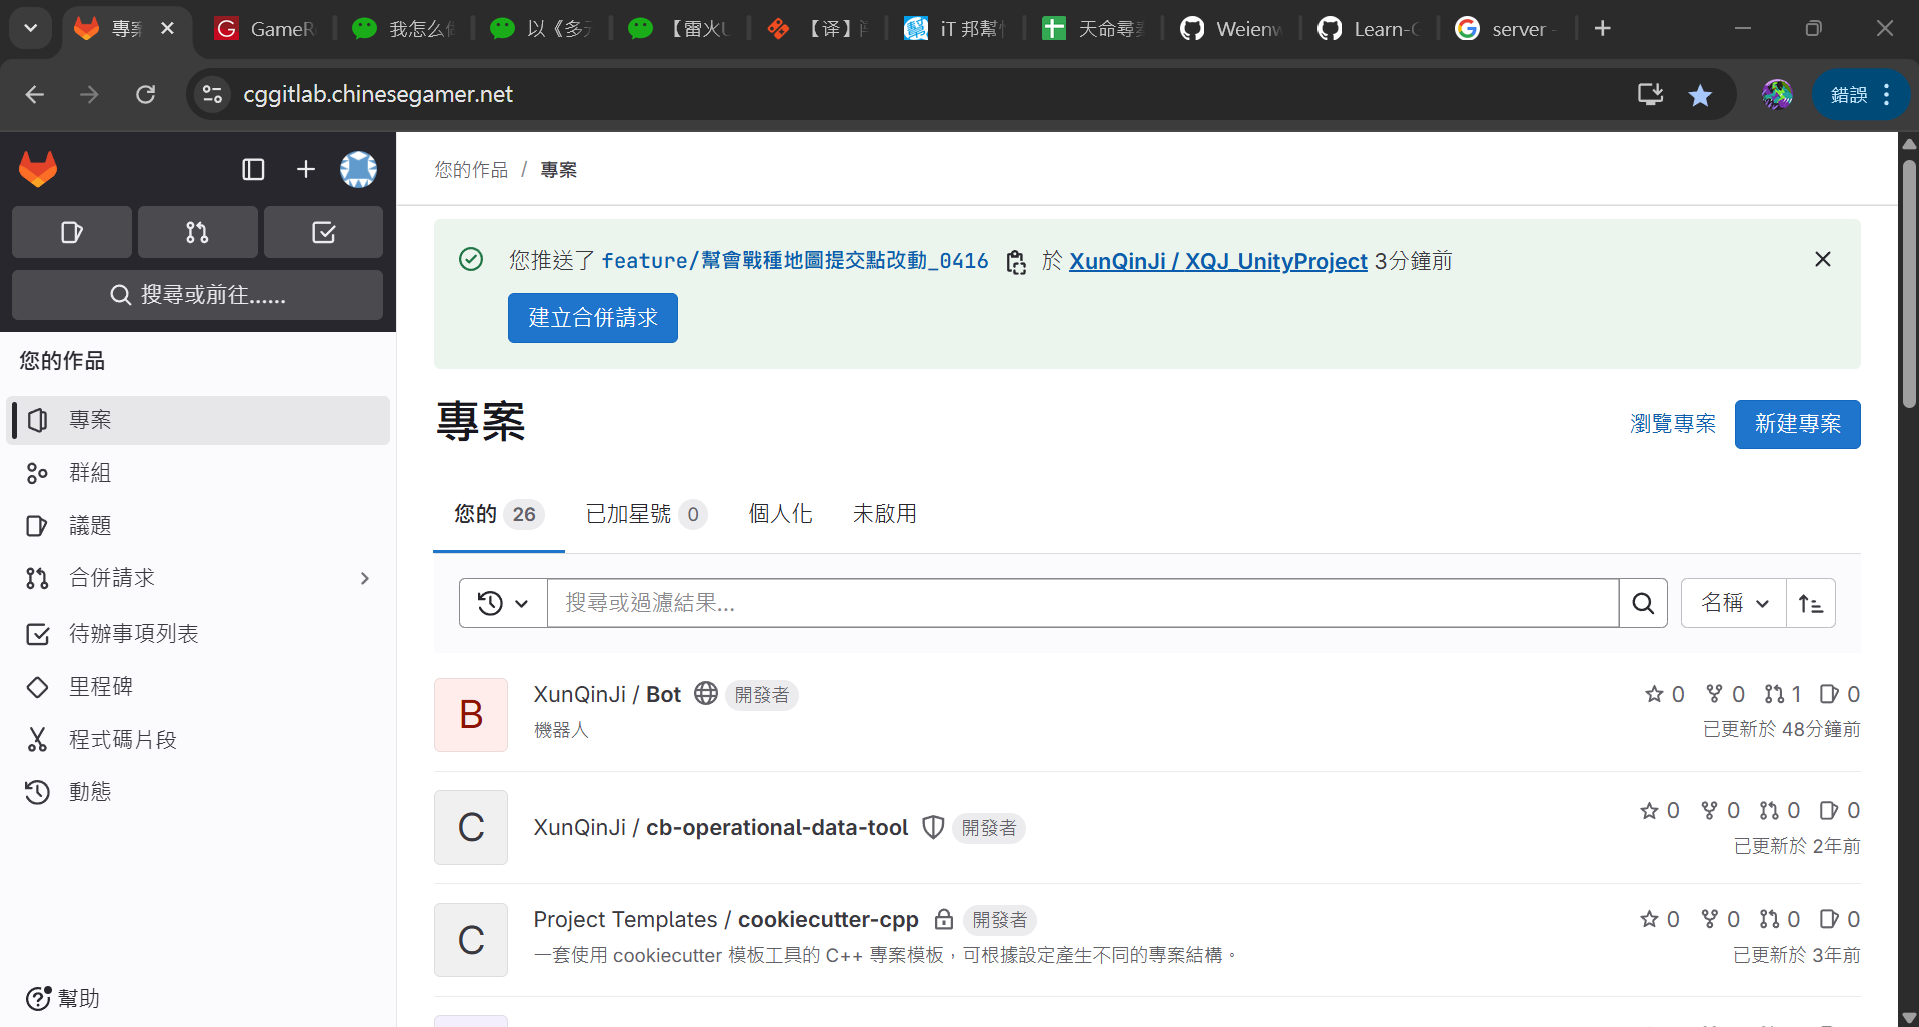 專案
GameR
我怎么
以《多
【雷火U
【译】
iT 邦幫忙
天命尋
Weienw
Learn-C
server -
cggitlab.chinesegamer.net
錯誤
搜尋或前往......
您的作品
專案
群組
議題
合併請求
待辦事項列表
里程碑
程式碼片段
動態
幫助
您的作品 / 專案
您推送了 feature/幫會戰種地圖提交點改動_0416 於 XunQinJi / XQJ_UnityProject 3分鐘前
建立合併請求
專案
瀏覽專案
新建專案
您的 26
已加星號 0
個人化
未啟用
搜尋或過濾結果...
名稱
B
XunQinJi / Bot 開發者
機器人
0 0 1 0
已更新於 48分鐘前
C
XunQinJi / cb-operational-data-tool 開發者
0 0 0 0
已更新於 2年前
C
Project Templates / cookiecutter-cpp 開發者
一套使用 cookiecutter 模板工具的 C++ 專案模板，可根據設定產生不同的專案結構。
0 0 0 0
已更新於 3年前